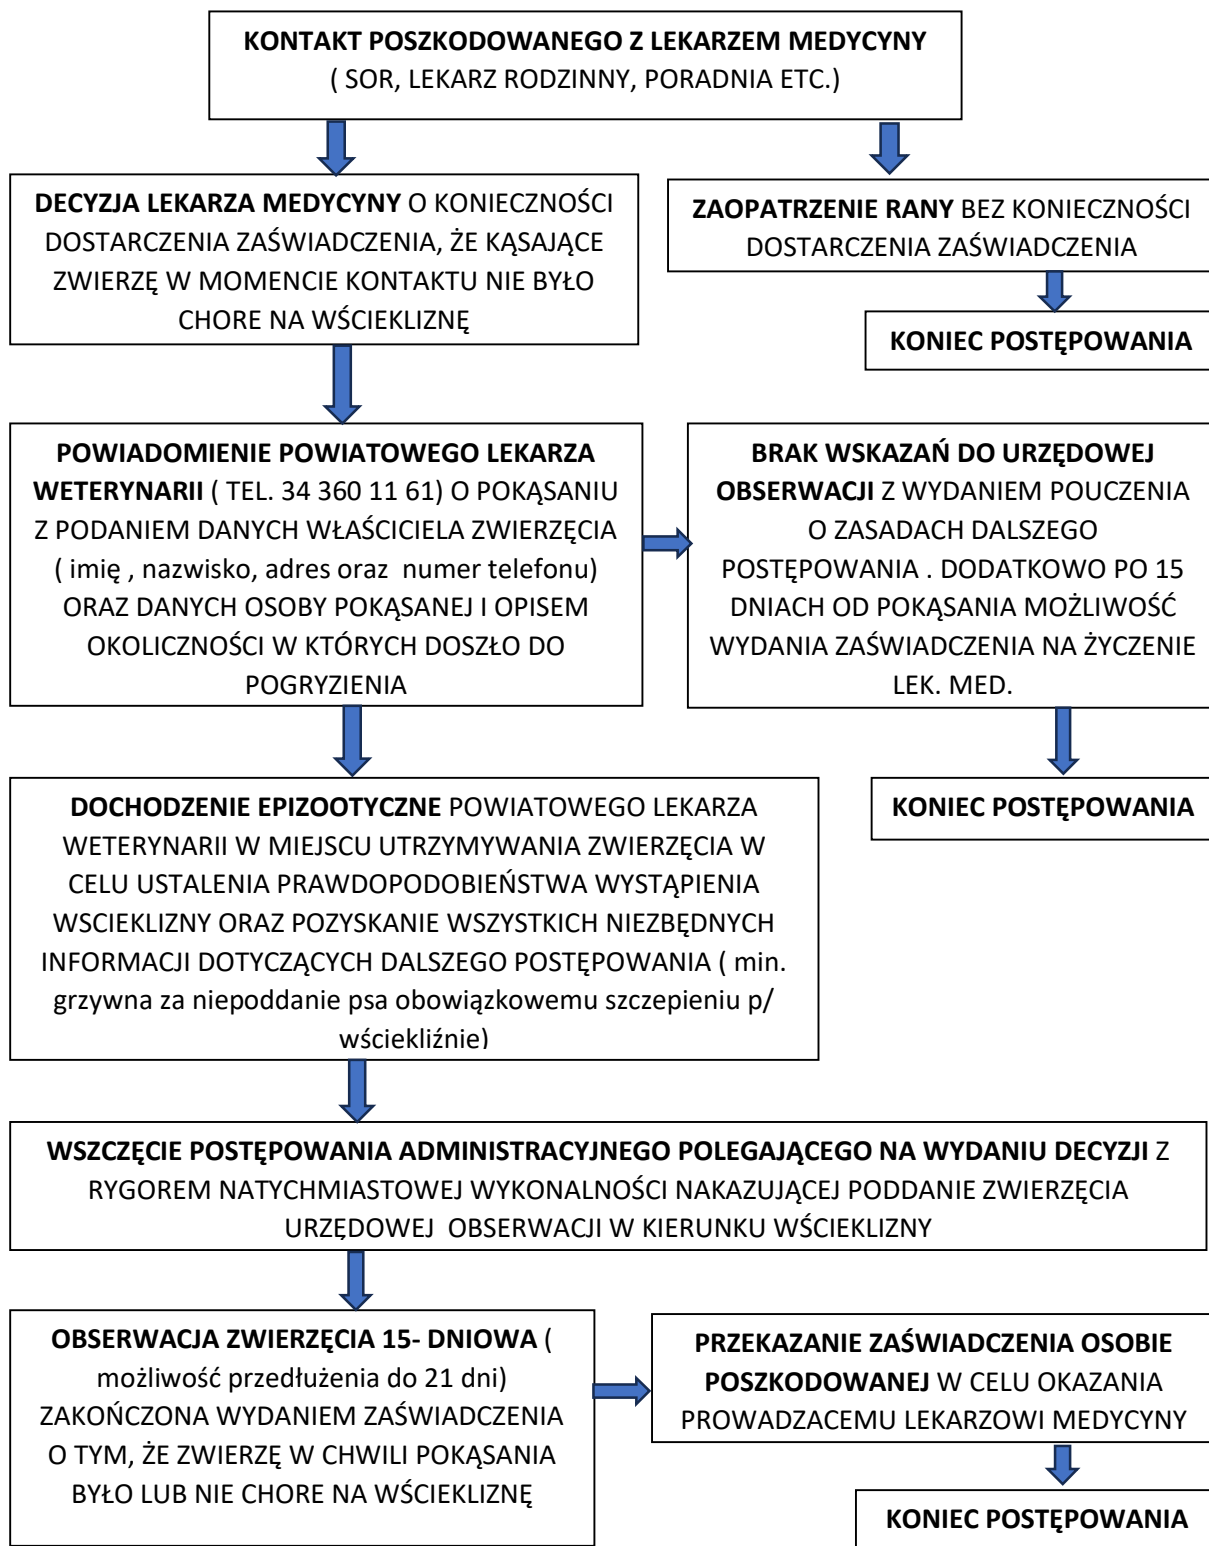 KONTAKT POSZKODOWANEGO Z LEKARZEM MEDYCYNY
( SOR, LEKARZ RODZINNY, PORADNIA ETC.)
DECYZJA LEKARZA MEDYCYNY O KONIECZNOŚCI
DOSTARCZENIA ZAŚWIADCZENIA, ŻE KĄSAJĄCE
ZWIERZĘ W MOMENCIE KONTAKTU NIE BYŁO
CHORE NA WŚCIEKLIZNĘ
ZAOPATRZENIE RANY BEZ KONIECZNOŚCI
DOSTARCZENIA ZAŚWIADCZENIA
KONIEC POSTĘPOWANIA
POWIADOMIENIE POWIATOWEGO LEKARZA
WETERYNARII ( TEL. 34 360 11 61) O POKĄSANIU
Z PODANIEM DANYCH WŁAŚCICIELA ZWIERZĘCIA
( imię , nazwisko, adres oraz numer telefonu)
ORAZ DANYCH OSOBY POKĄSANEJ I OPISEM
OKOLICZNOŚCI W KTÓRYCH DOSZŁO DO
POGRYZIENIA
BRAK WSKAZAŃ DO URZĘDOWEJ
OBSERWACJI Z WYDANIEM POUCZENIA
O ZASADACH DALSZEGO
POSTĘPOWANIA . DODATKOWO PO 15
DNIACH OD POKĄSANIA MOŻLIWOŚĆ
WYDANIA ZAŚWIADCZENIA NA ŻYCZENIE
LEK. MED.
KONIEC POSTĘPOWANIA
DOCHODZENIE EPIZOOTYCZNE POWIATOWEGO LEKARZA
WETERYNARII W MIEJSCU UTRZYMYWANIA ZWIERZĘCIA W
CELU USTALENIA PRAWDOPODOBIEŃSTWA WYSTĄPIENIA
WSCIEKLIZNY ORAZ POZYSKANIE WSZYSTKICH NIEZBĘDNYCH
INFORMACJI DOTYCZĄCYCH DALSZEGO POSTĘPOWANIA ( min.
grzywna za niepoddanie psa obowiązkowemu szczepieniu p/
wściekliźnie)
WSZCZĘCIE POSTĘPOWANIA ADMINISTRACYJNEGO POLEGAJĄCEGO NA WYDANIU DECYZJI Z
RYGOREM NATYCHMIASTOWEJ WYKONALNOŚCI NAKAZUJĄCEJ PODDANIE ZWIERZĘCIA
URZĘDOWEJ OBSERWACJI W KIERUNKU WŚCIEKLIZNY
OBSERWACJA ZWIERZĘCIA 15- DNIOWA (
możliwość przedłużenia do 21 dni)
ZAKOŃCZONA WYDANIEM ZAŚWIADCZENIA
O TYM, ŻE ZWIERZĘ W CHWILI POKĄSANIA
BYŁO LUB NIE CHORE NA WŚCIEKLIZNĘ
PRZEKAZANIE ZAŚWIADCZENIA OSOBIE
POSZKODOWANEJ W CELU OKAZANIA
PROWADZACEMU LEKARZOWI MEDYCYNY
KONIEC POSTĘPOWANIA